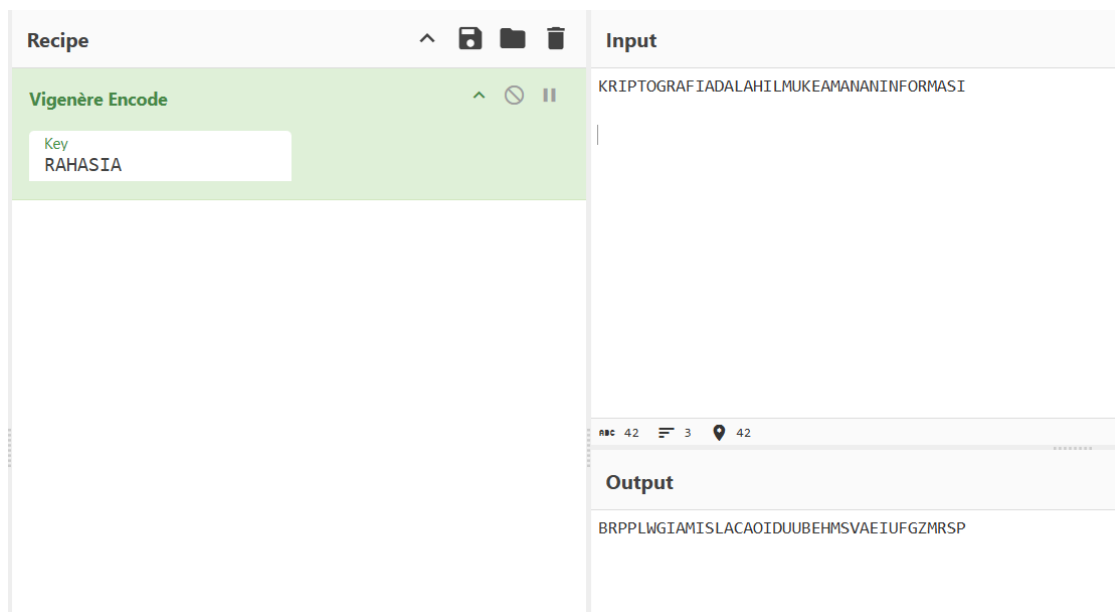 Recipe
Vigenère Encode
Key
RAHASIA
Input
KRIPTOGRAFIADALAHILMUKEAMANANINFORMASI
ABC 42 3 42
Output
BRPPLWGIAMISLACAOIDUUBEHMSVAEIUFGZMRSP